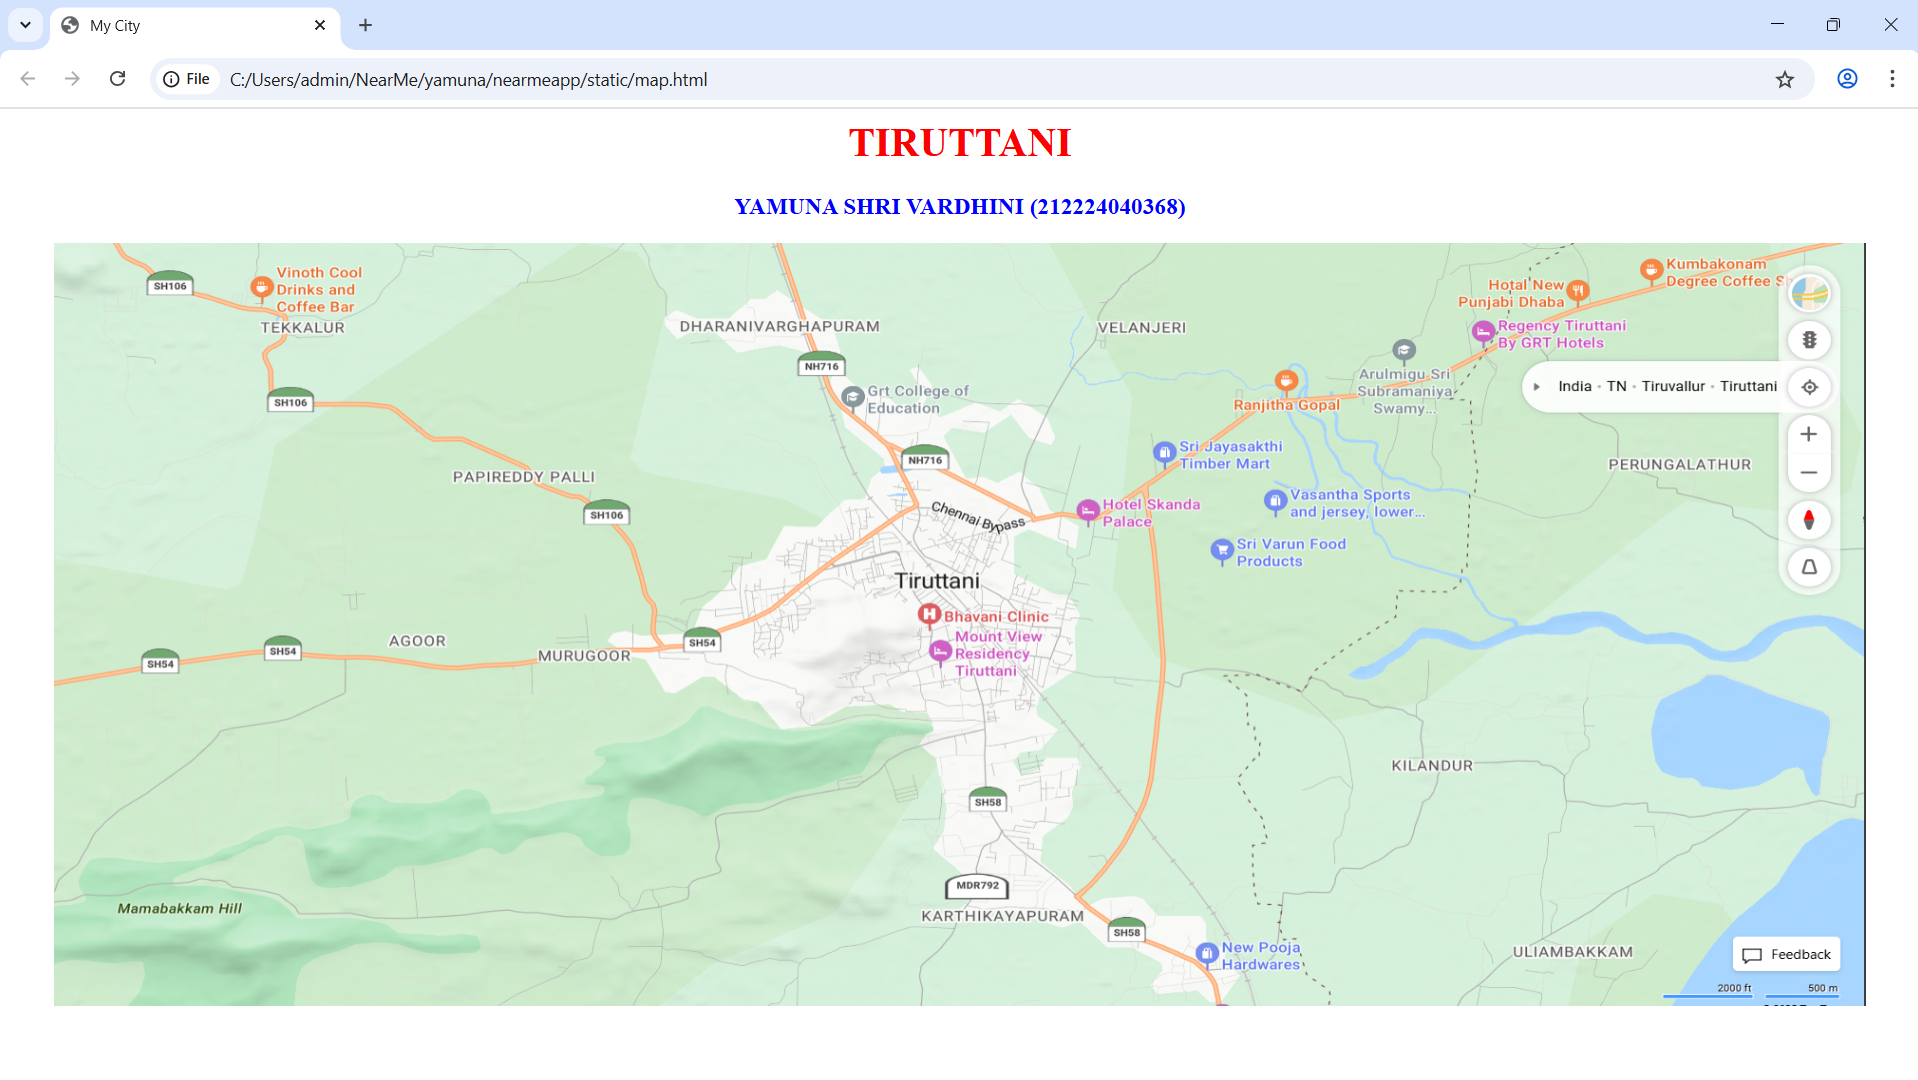 My City
File
C:/Users/admin/NearMe/yamuna/nearmeapp/static/map.html
TIRUTTANI
YAMUNA SHRI VARDHINI (212224040368)
SH106
Vinoth Cool
Drinks and
Coffee Bar
TEKKALUR
DHARANIVARGHAPURAM
VELANJERI
Hotal New
Punjabi Dhaba
Kumbakonam
Degree Coffee S
Regency Tiruttani
By GRT Hotels
NH716
SH106
Grt College of
Education
Arulmigu Sri
Subramaniya
Swamy...
Ranjitha Gopal
India • TN • Tiruvallur • Tiruttani
NH716
Sri Jayasakthi
Timber Mart
PERUNGALATHUR
PAPIREDDY PALLI
SH106
Chennai Bypass
Hotel Skanda
Palace
Vasantha Sports
and jersey, lower...
Sri Varun Food
Products
Tiruttani
Bhavani Clinic
Mount View
Residency
Tiruttani
SH54
SH54
AGOOR
MURUGOOR
SH54
KILANDUR
SH58
MDR792
KARTHIKAYAPURAM
Mamabakkam Hill
SH58
New Pooja
Hardwares
ULIAMBAKKAM
Feedback
2000 ft
500 m